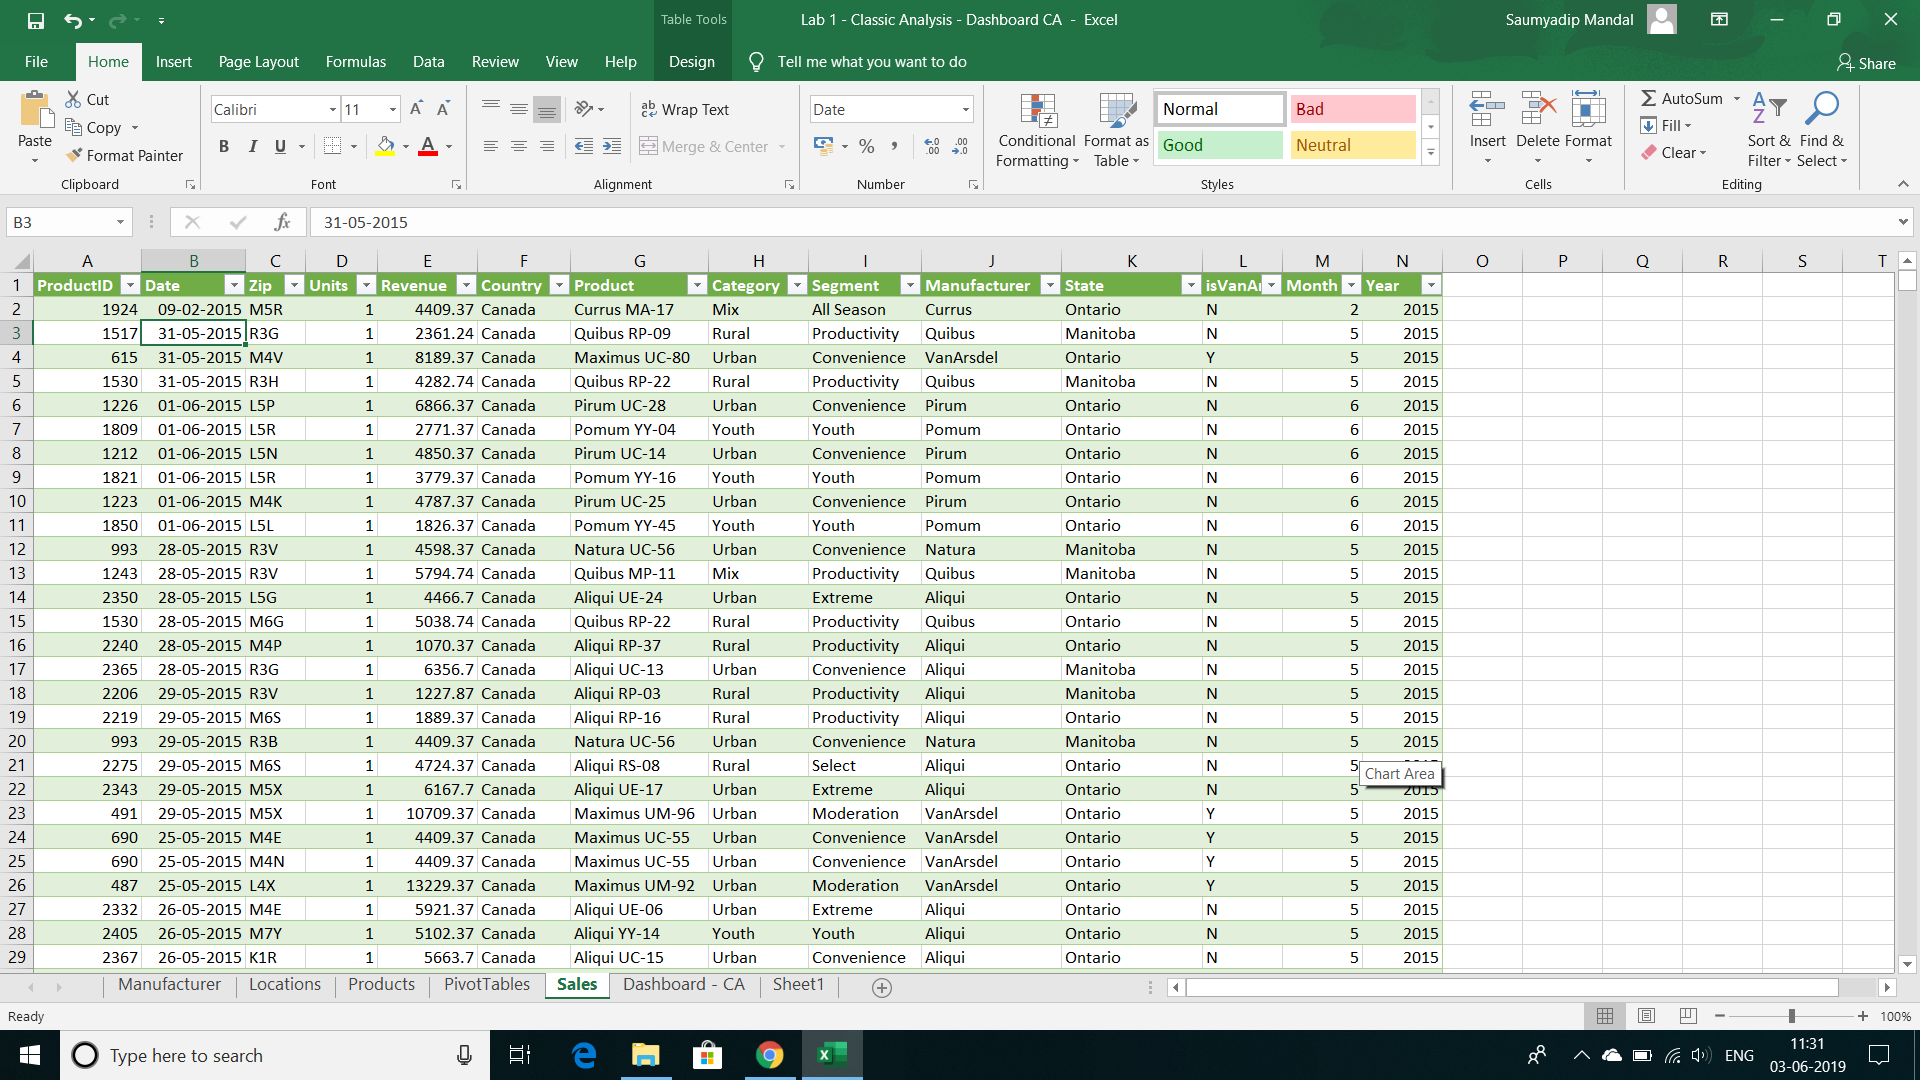 Table Tools
Lab 1 - Classic Analysis - Dashboard CA - Excel
Saumyadip Mandal
File Home Insert Page Layout Formulas Data Review View Help Design Tell me what you want to do Share
Paste
Cut
Copy
Format Painter
Clipboard
Calibri 11
B I U
Font
Wrap Text
Merge & Center
Alignment
Date
Number
Conditional Formatting
Format as Table
Normal Bad
Good Neutral
Styles
Insert Delete Format
Cells
AutoSum
Fill
Clear
Sort & Filter
Find & Select
Editing
B3 fx 31-05-2015
A B C D E F G H I J K L M N O P Q R S T
1 ProductID Date Zip Units Revenue Country Product Category Segment Manufacturer State isVanAr Month Year
2 1924 09-02-2015 M5R 1 4409.37 Canada Currus MA-17 Mix All Season Currus Ontario N 2 2015
3 1517 31-05-2015 R3G 1 2361.24 Canada Quibus RP-09 Rural Productivity Quibus Manitoba N 5 2015
4 615 31-05-2015 M4V 1 8189.37 Canada Maximus UC-80 Urban Convenience VanArsdel Ontario Y 5 2015
5 1530 31-05-2015 R3H 1 4282.74 Canada Quibus RP-22 Rural Productivity Quibus Manitoba N 5 2015
6 1226 01-06-2015 L5P 1 6866.37 Canada Pirum UC-28 Urban Convenience Pirum Ontario N 6 2015
7 1809 01-06-2015 L5R 1 2771.37 Canada Pomum YY-04 Youth Youth Pomum Ontario N 6 2015
8 1212 01-06-2015 L5N 1 4850.37 Canada Pirum UC-14 Urban Convenience Pirum Ontario N 6 2015
9 1821 01-06-2015 L5R 1 3779.37 Canada Pomum YY-16 Youth Youth Pomum Ontario N 6 2015
10 1223 01-06-2015 M4K 1 4787.37 Canada Pirum UC-25 Urban Convenience Pirum Ontario N 6 2015
11 1850 01-06-2015 L5L 1 1826.37 Canada Pomum YY-45 Youth Youth Pomum Ontario N 6 2015
12 993 28-05-2015 R3V 1 4598.37 Canada Natura UC-56 Urban Convenience Natura Manitoba N 5 2015
13 1243 28-05-2015 R3V 1 5794.74 Canada Quibus MP-11 Mix Productivity Quibus Manitoba N 5 2015
14 2350 28-05-2015 L5G 1 4466.7 Canada Aliqui UE-24 Urban Extreme Aliqui Ontario N 5 2015
15 1530 28-05-2015 M6G 1 5038.74 Canada Quibus RP-22 Rural Productivity Quibus Ontario N 5 2015
16 2240 28-05-2015 M4P 1 1070.37 Canada Aliqui RP-37 Rural Productivity Aliqui Ontario N 5 2015
17 2365 28-05-2015 R3G 1 6356.7 Canada Aliqui UC-13 Urban Convenience Aliqui Manitoba N 5 2015
18 2206 29-05-2015 R3V 1 1227.87 Canada Aliqui RP-03 Rural Productivity Aliqui Manitoba N 5 2015
19 2219 29-05-2015 M6S 1 1889.37 Canada Aliqui RP-16 Rural Productivity Aliqui Ontario N 5 2015
20 993 29-05-2015 R3B 1 4409.37 Canada Natura UC-56 Urban Convenience Natura Manitoba N 5 2015
21 2275 29-05-2015 M6S 1 4724.37 Canada Aliqui RS-08 Rural Select Aliqui Ontario N 5
Chart Area
22 2343 29-05-2015 M5X 1 6167.7 Canada Aliqui UE-17 Urban Extreme Aliqui Ontario N 5 2015
23 491 29-05-2015 M5X 1 10709.37 Canada Maximus UM-96 Urban Moderation VanArsdel Ontario Y 5 2015
24 690 25-05-2015 M4E 1 4409.37 Canada Maximus UC-55 Urban Convenience VanArsdel Ontario Y 5 2015
25 690 25-05-2015 M4N 1 4409.37 Canada Maximus UC-55 Urban Convenience VanArsdel Ontario Y 5 2015
26 487 25-05-2015 L4X 1 13229.37 Canada Maximus UM-92 Urban Moderation VanArsdel Ontario Y 5 2015
27 2332 26-05-2015 M4E 1 5921.37 Canada Aliqui UE-06 Urban Extreme Aliqui Ontario N 5 2015
28 2405 26-05-2015 M7Y 1 5102.37 Canada Aliqui YY-14 Youth Youth Aliqui Ontario N 5 2015
29 2367 26-05-2015 K1R 1 5663.7 Canada Aliqui UC-15 Urban Convenience Aliqui Ontario N 5 2015
Manufacturer Locations Products PivotTables Sales Dashboard - CA Sheet1
Ready 100%
Type here to search
ENG
11:31
03-06-2019